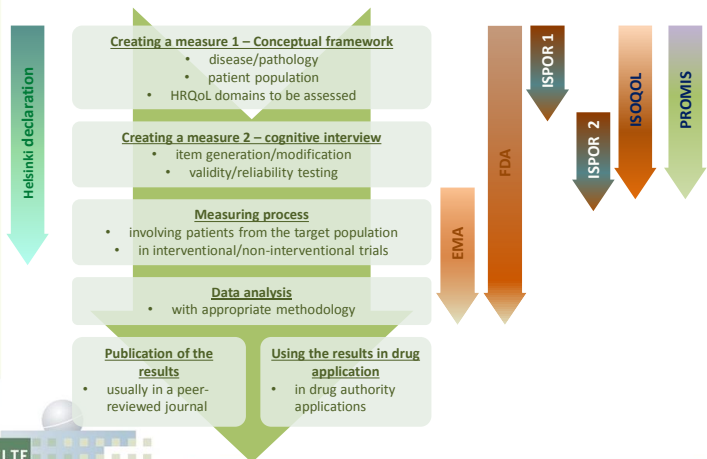 Creating a measure 1 – Conceptual framework
• disease/pathology
• patient population
• HRQoL domains to be assessed
Creating a measure 2 – cognitive interview
• item generation/modification
• validity/reliability testing
Measuring process
• involving patients from the target population
• in interventional/non-interventional trials
Data analysis
• with appropriate methodology
Publication of the
results
• usually in a peer-
reviewed journal
Using the results in drug
application
• in drug authority
applications
Helsinki declaration
EMA
FDA
ISPOR 1
ISPOR 2
ISOQOL
PROMIS
LTE